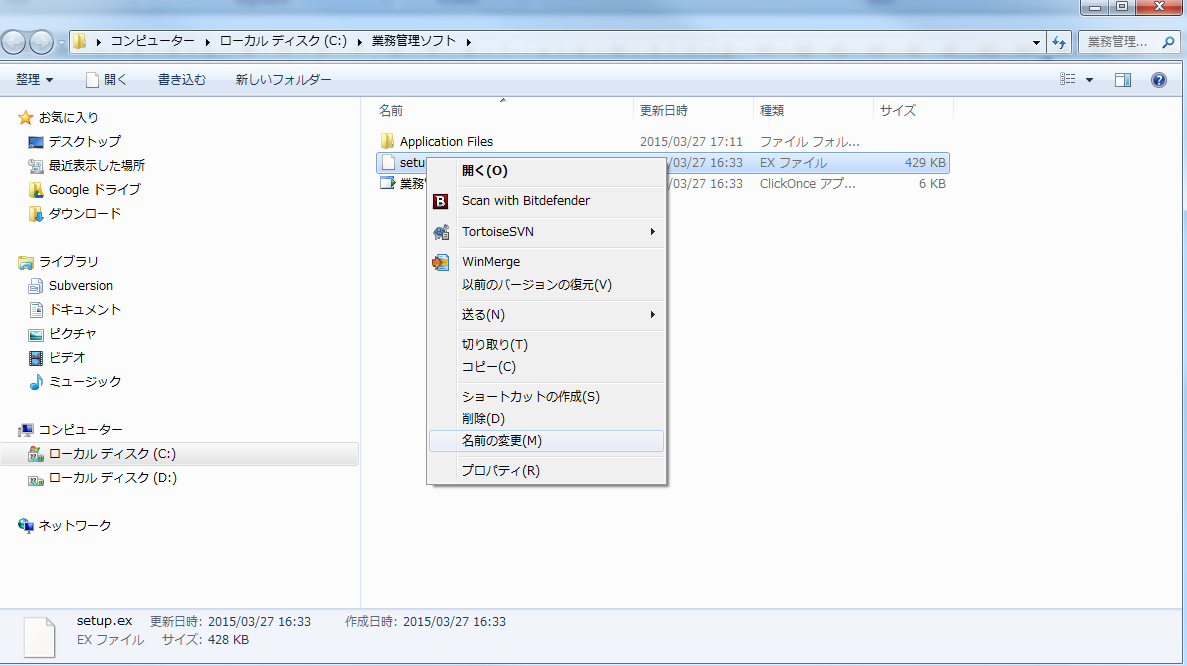 コンピューター ローカル ディスク (C:) 業務管理ソフト 業務管理...
整理 開く 書き込む 新しいフォルダー
お気に入り
デスクトップ
最近表示した場所
Google ドライブ
ダウンロード
ライブラリ
Subversion
ドキュメント
ピクチャ
ビデオ
ミュージック
コンピューター
ローカル ディスク (C:)
ローカル ディスク (D:)
ネットワーク
名前 更新日時 種類 サイズ
Application Files 2015/03/27 17:11 ファイル フォル...
setu /03/27 16:33 EX ファイル 429 KB
業務 /03/27 16:33 ClickOnce アプ... 6 KB
開く(O)
Scan with Bitdefender
TortoiseSVN
WinMerge
以前のバージョンの復元(V)
送る(N)
切り取り(T)
コピー(C)
ショートカットの作成(S)
削除(D)
名前の変更(M)
プロパティ(R)
setup.ex 更新日時: 2015/03/27 16:33 作成日時: 2015/03/27 16:33
EX ファイル サイズ: 428 KB